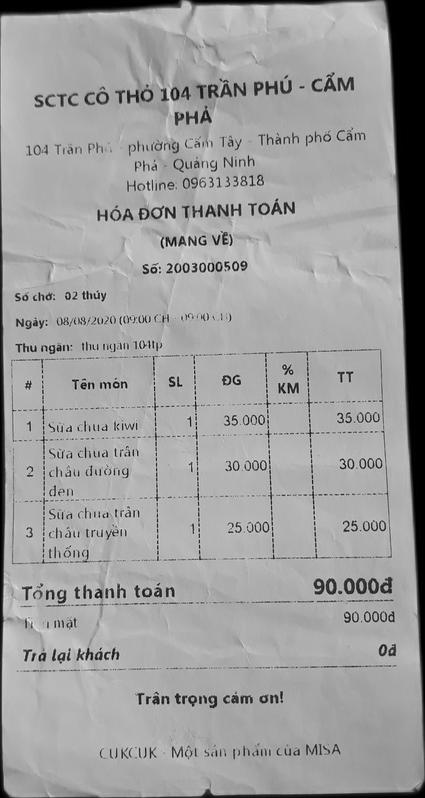 SCTC CÔ THỎ 104 TRẦN PHÚ - CẨM
PHẢ
104 Trần Phú - phường Cẩm Tây - Thành phố Cẩm
Phả - Quảng Ninh
Hotline: 0963133818
HÓA ĐƠN THANH TOÁN
(MANG VỀ)
Số: 2003000509
Số chờ: 02 thúy
Ngày: 08/08/2020 (09:00 CH - 09:00 CH)
Thu ngân: thu ngân 104tp
# Tên món SL ĐG % KM TT
1 Sữa chua kiwi 1 35.000 35.000
2 Sữa chua trân châu đường đen 1 30.000 30.000
3 Sữa chua trân châu truyền thống 1 25.000 25.000
Tổng thanh toán 90.000đ
Tiền mặt 90.000đ
Trả lại khách 0đ
Trân trọng cảm ơn!
CUKCUK - Một sản phẩm của MISA